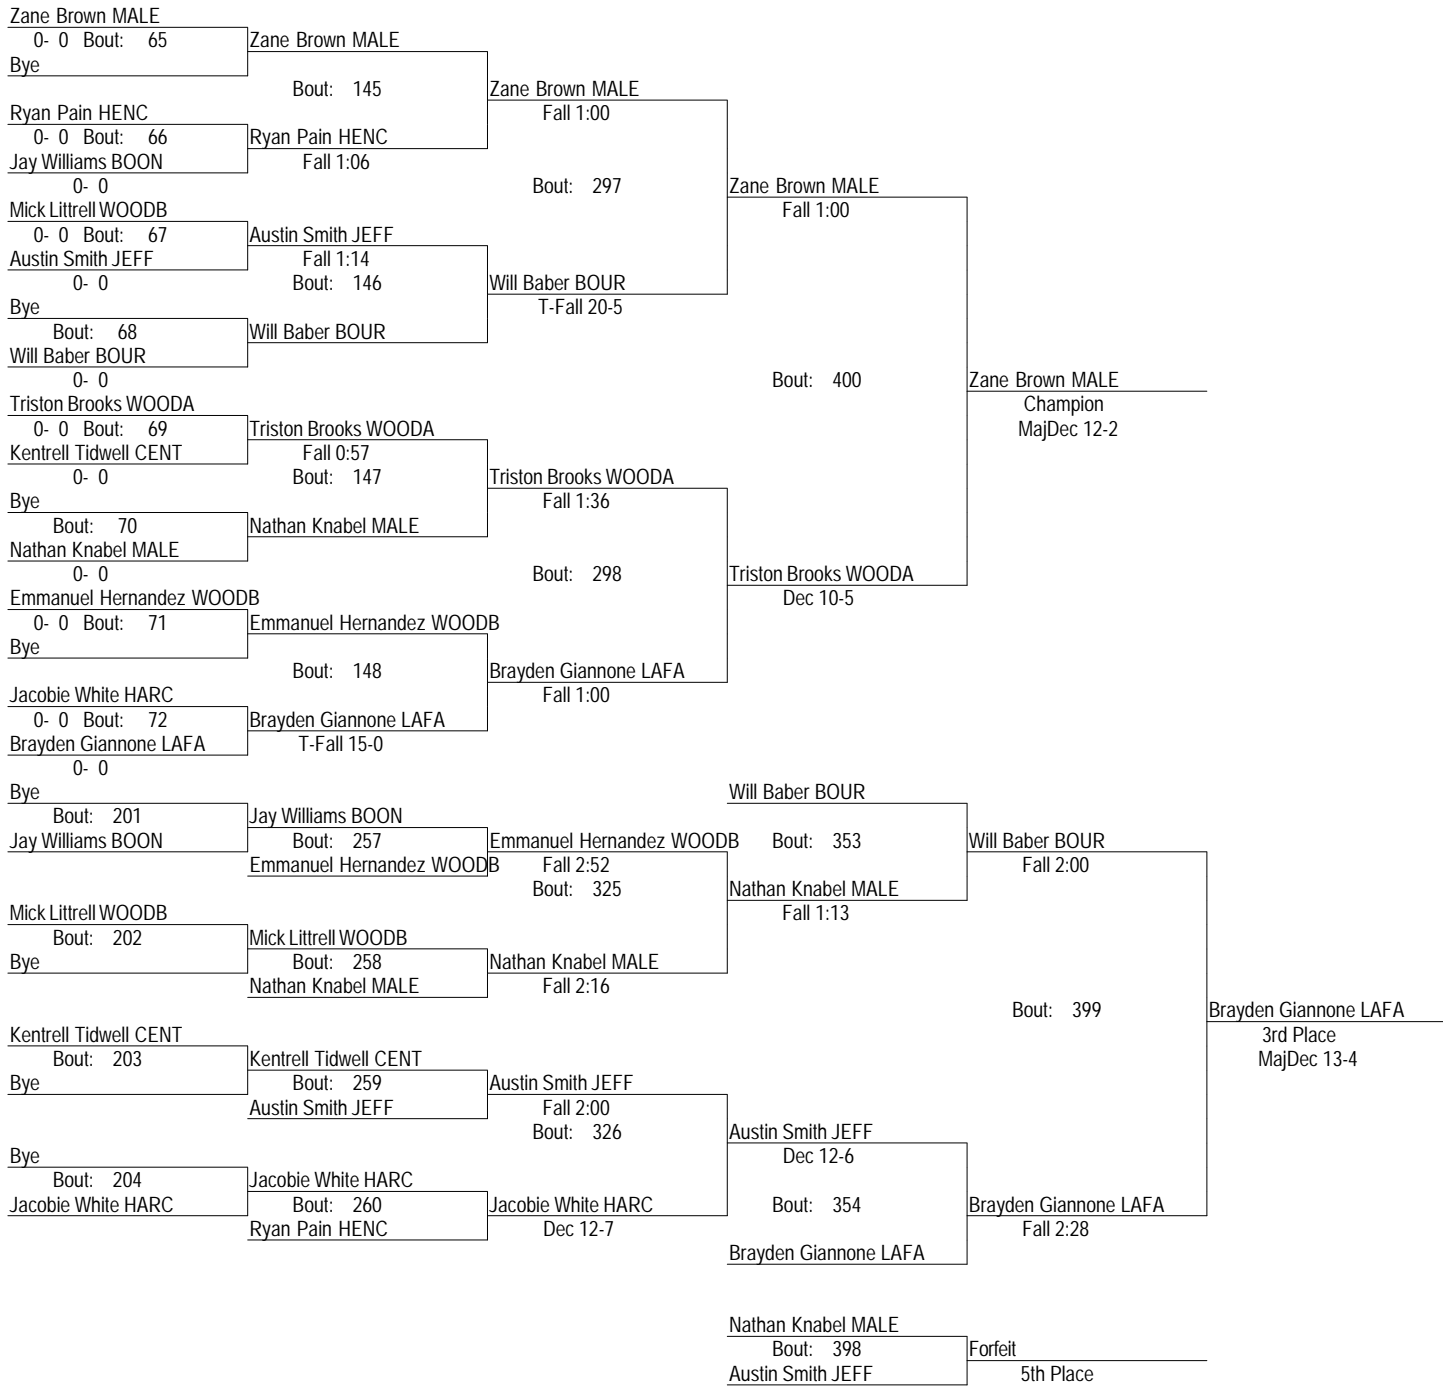 Zane Brown MALE
0- 0 Bout: 65 Zane Brown MALE
Bye
Bout: 145 Zane Brown MALE
Ryan Pain HENC Fall 1:00
0- 0 Bout: 66 Ryan Pain HENC
Jay Williams BOON Fall 1:06
0- 0 Bout: 297 Zane Brown MALE
Mick Littrell WOODB Fall 1:00
0- 0 Bout: 67 Austin Smith JEFF
Austin Smith JEFF Fall 1:14
0- 0 Bout: 146 Will Baber BOUR
Bye T-Fall 20-5
Bout: 68 Will Baber BOUR
Will Baber BOUR
0- 0 Bout: 400 Zane Brown MALE
Triston Brooks WOODA Champion
0- 0 Bout: 69 Triston Brooks WOODA MajDec 12-2
Kentrell Tidwell CENT Fall 0:57
0- 0 Bout: 147 Triston Brooks WOODA
Bye Fall 1:36
Bout: 70 Nathan Knabel MALE
Nathan Knabel MALE
0- 0 Bout: 298 Triston Brooks WOODA
Emmanuel Hernandez WOODB Dec 10-5
0- 0 Bout: 71 Emmanuel Hernandez WOODB
Bye
Bout: 148 Brayden Giannone LAFA
Jacobie White HARC Fall 1:00
0- 0 Bout: 72 Brayden Giannone LAFA
Brayden Giannone LAFA T-Fall 15-0
0- 0
Bye Will Baber BOUR
Bout: 201 Jay Williams BOON
Jay Williams BOON Bout: 257 Emmanuel Hernandez WOODB Bout: 353 Will Baber BOUR
Emmanuel Hernandez WOODB Fall 2:52 Fall 2:00
Bout: 325 Nathan Knabel MALE
Mick Littrell WOODB Fall 1:13
Bout: 202 Mick Littrell WOODB
Bye Bout: 258 Nathan Knabel MALE
Nathan Knabel MALE Fall 2:16
Bout: 399 Brayden Giannone LAFA
Kentrell Tidwell CENT 3rd Place
Bout: 203 Kentrell Tidwell CENT MajDec 13-4
Bye Bout: 259 Austin Smith JEFF
Austin Smith JEFF Fall 2:00
Bout: 326 Austin Smith JEFF
Bye Dec 12-6
Bout: 204 Jacobie White HARC
Jacobie White HARC Bout: 260 Jacobie White HARC Bout: 354 Brayden Giannone LAFA
Ryan Pain HENC Dec 12-7 Fall 2:28
Brayden Giannone LAFA
Nathan Knabel MALE
Bout: 398 Forfeit
Austin Smith JEFF 5th Place